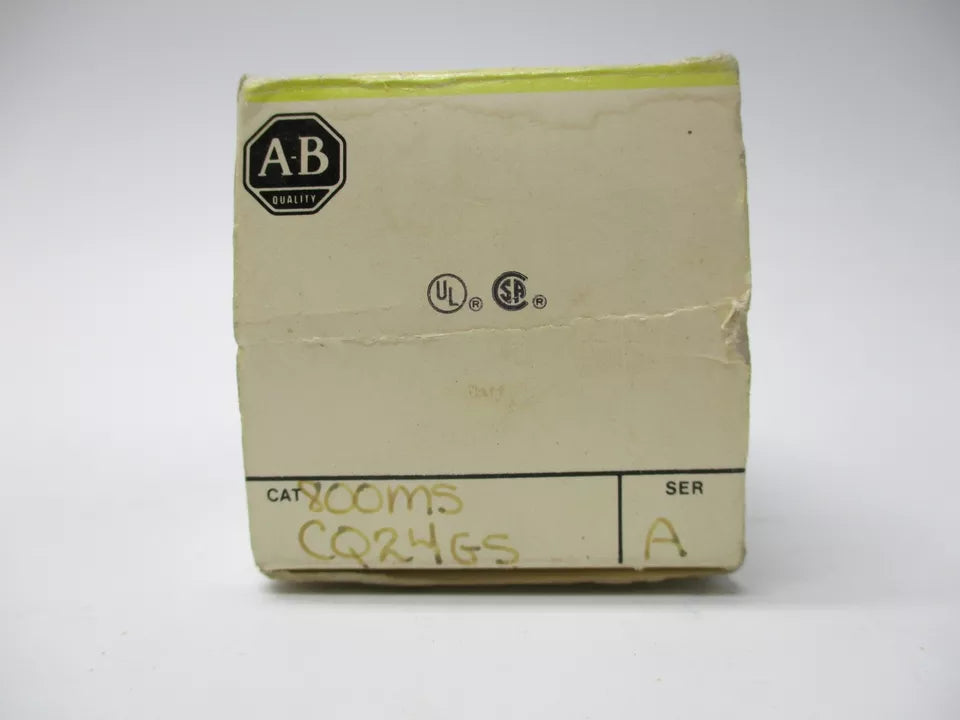 A-B
QUALITY
UL ® SA ®
CAT 800MS
CQ24GS
SER
A